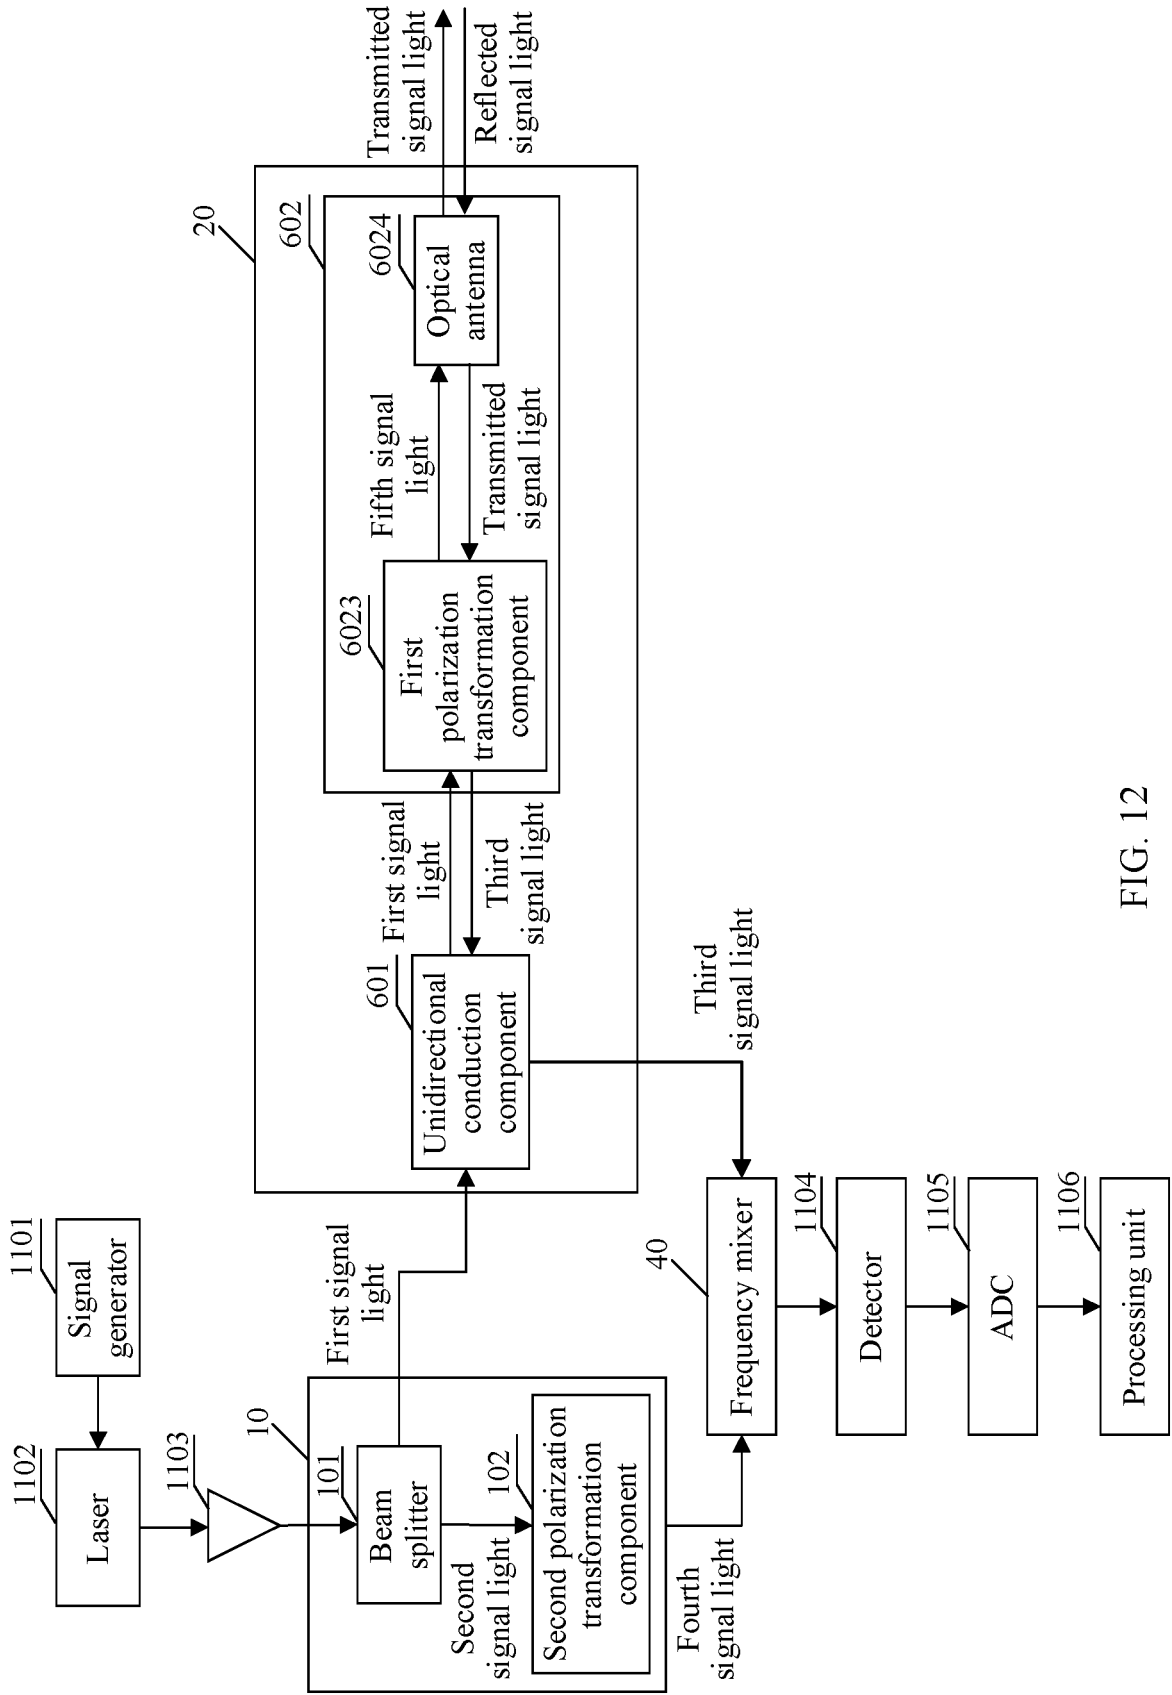 1101
Signal
generator
1102
Laser
1103
10
101
Beam
splitter
Second
signal light
102
Second polarization
transformation
component
Fourth
signal light
First signal
light
20
601
Unidirectional
conduction
component
First signal
light
Third
signal light
602
6023
First
polarization
transformation
component
Fifth signal
light
Transmitted
signal light
6024
Optical
antenna
Transmitted
signal light
Reflected
signal light
Third
signal light
40
Frequency mixer
1104
Detector
1105
ADC
1106
Processing unit
FIG. 12